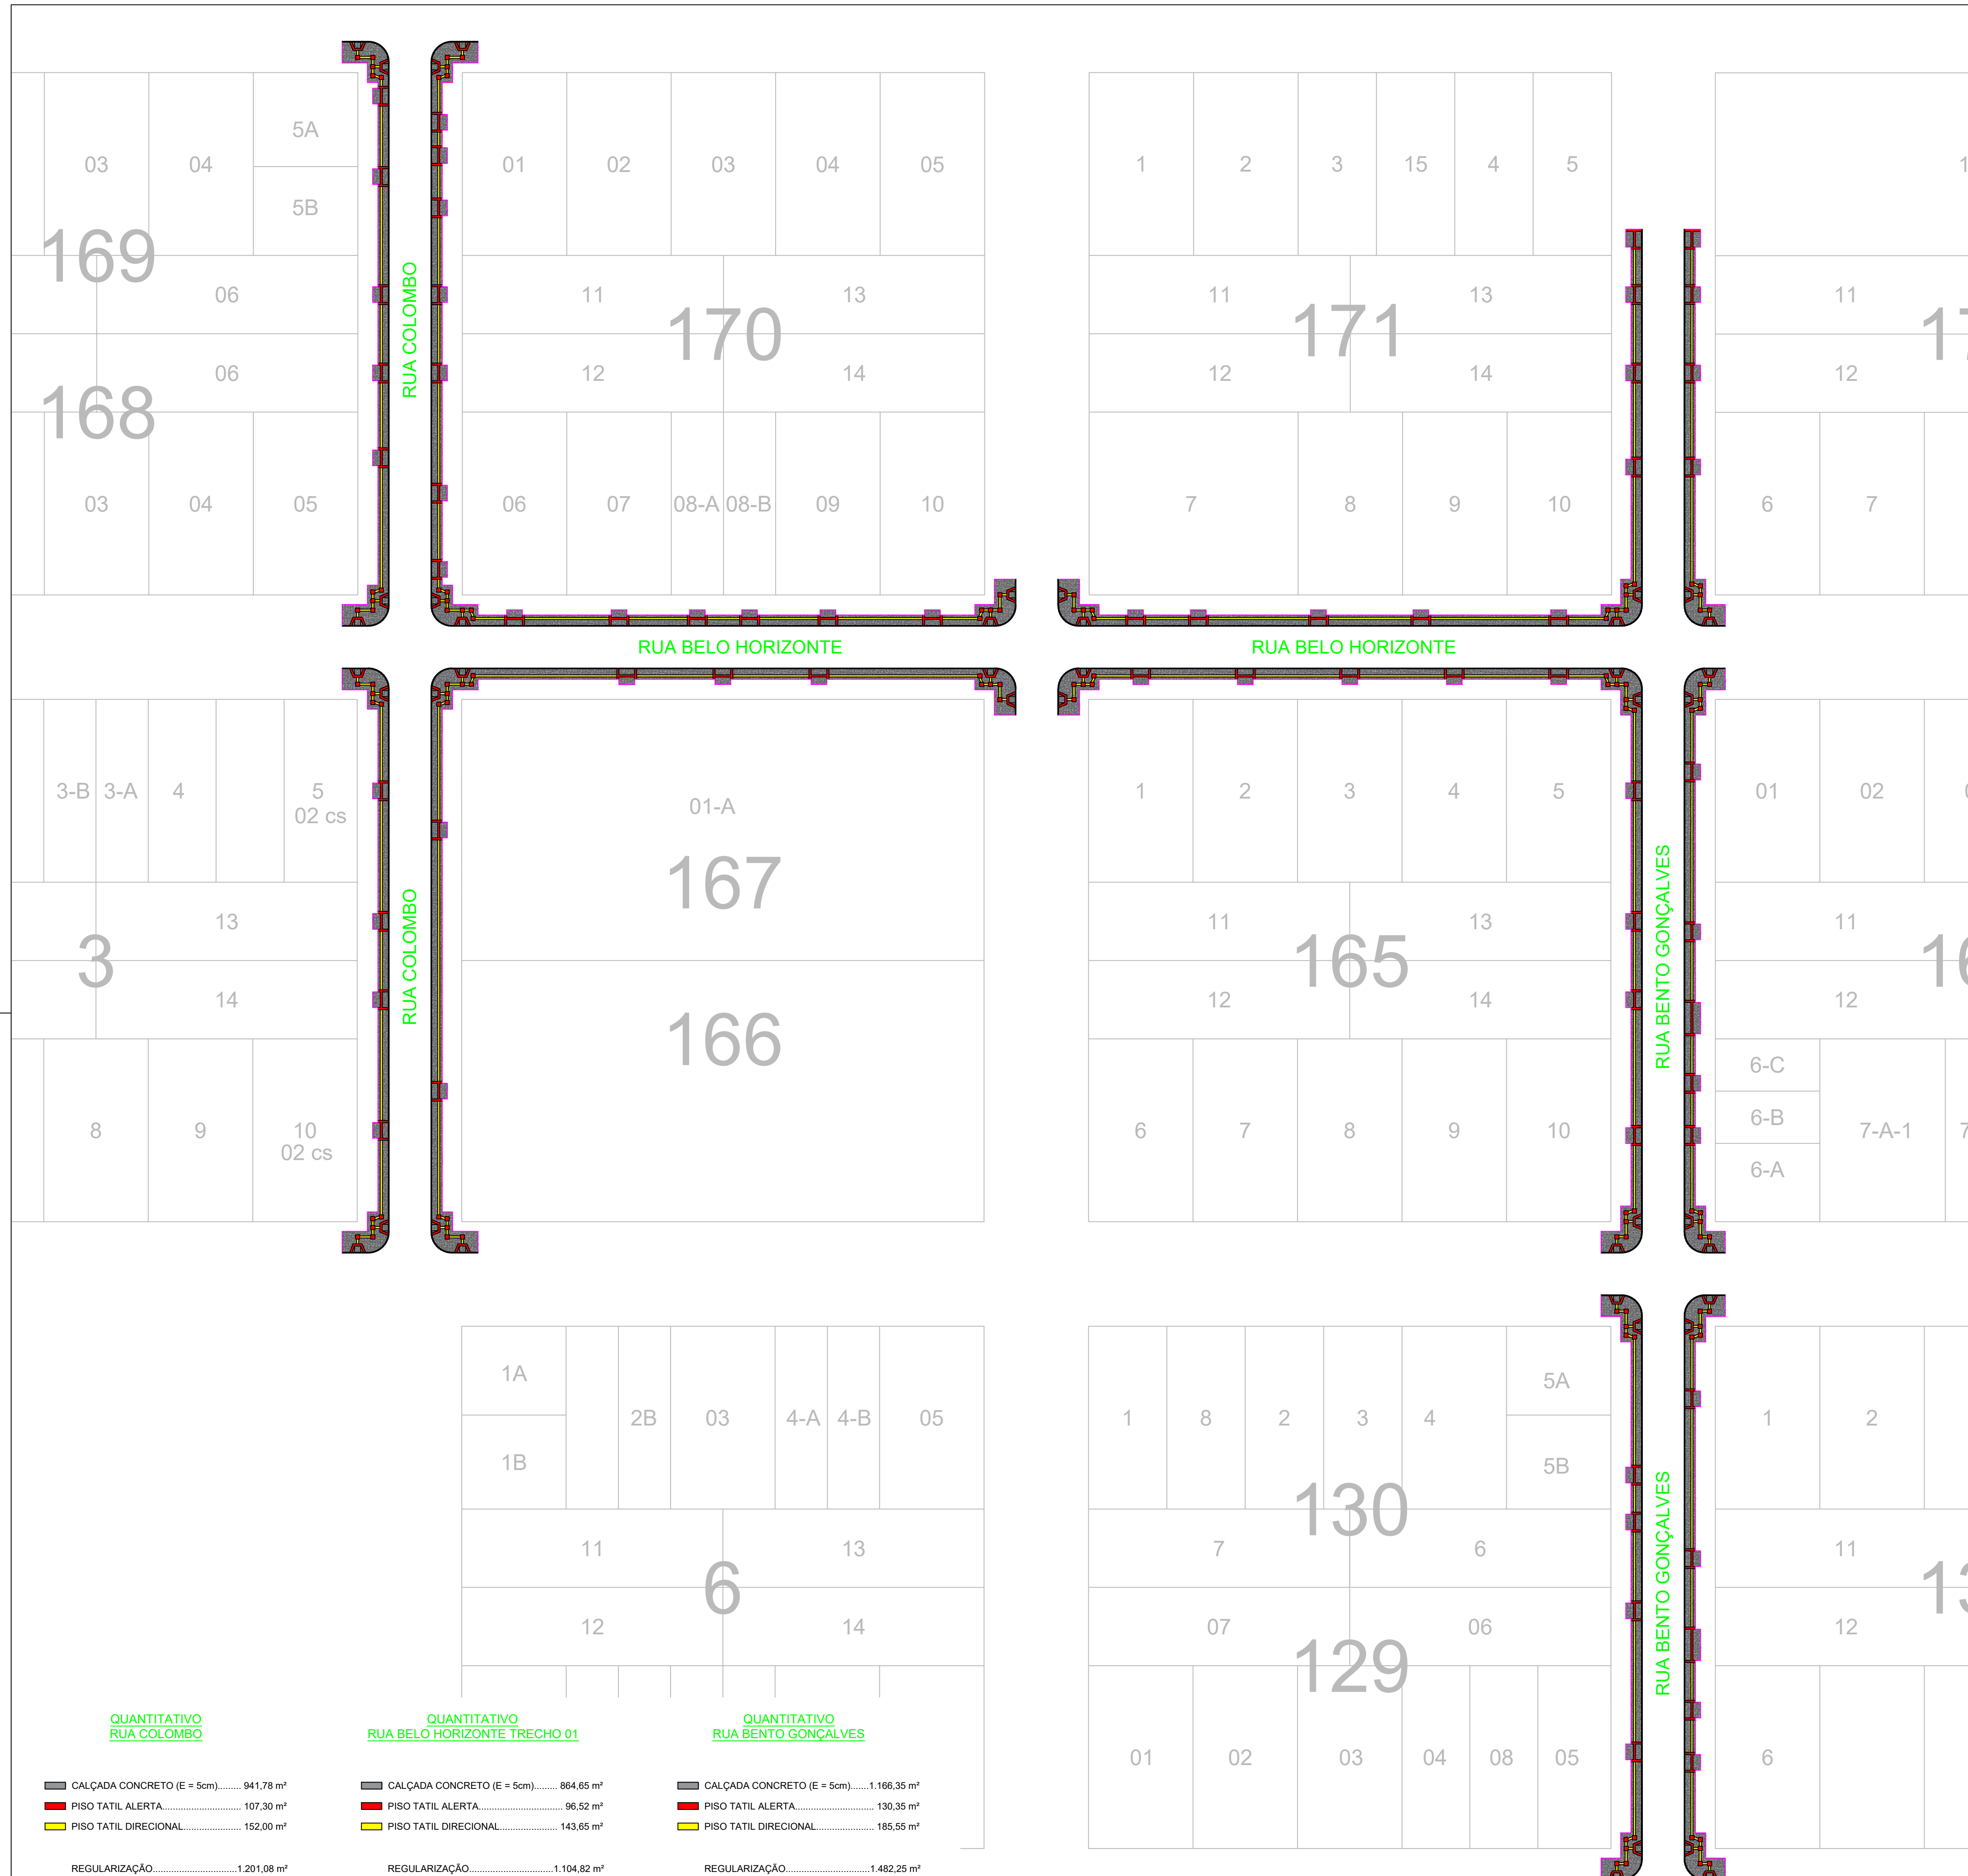 5A
03
04
5B
169
06
06
168
03
04
05
RUA COLOMBO
01
02
03
04
05
11
13
170
12
14
06
07
08-A
08-B
09
10
1
2
3
15
4
5
11
13
171
12
14
7
8
9
10
11
12
6
7
RUA BELO HORIZONTE
RUA BELO HORIZONTE
3-B
3-A
4
5
02 cs
13
3
14
8
9
10
02 cs
RUA COLOMBO
01-A
167
166
1
2
3
4
5
11
13
165
12
14
6
7
8
9
10
RUA BENTO GONÇALVES
01
02
11
12
6-C
6-B
7-A-1
6-A
1A
2B
03
4-A
4-B
05
1B
11
13
6
12
14
1
8
2
3
4
5A
5B
130
7
6
07
06
129
01
02
03
04
08
05
RUA BENTO GONÇALVES
1
2
11
12
6
QUANTITATIVO
RUA COLOMBO
CALÇADA CONCRETO (E = 5cm)......... 941,78 m²
PISO TATIL ALERTA.............................. 107,30 m²
PISO TATIL DIRECIONAL...................... 152,00 m²
REGULARIZAÇÃO................................1.201,08 m²
QUANTITATIVO
RUA BELO HORIZONTE TRECHO 01
CALÇADA CONCRETO (E = 5cm)......... 864,65 m²
PISO TATIL ALERTA................................ 96,52 m²
PISO TATIL DIRECIONAL...................... 143,65 m²
REGULARIZAÇÃO................................1.104,82 m²
QUANTITATIVO
RUA BENTO GONÇALVES
CALÇADA CONCRETO (E = 5cm).......1.166,35 m²
PISO TATIL ALERTA.............................. 130,35 m²
PISO TATIL DIRECIONAL...................... 185,55 m²
REGULARIZAÇÃO................................1.482,25 m²